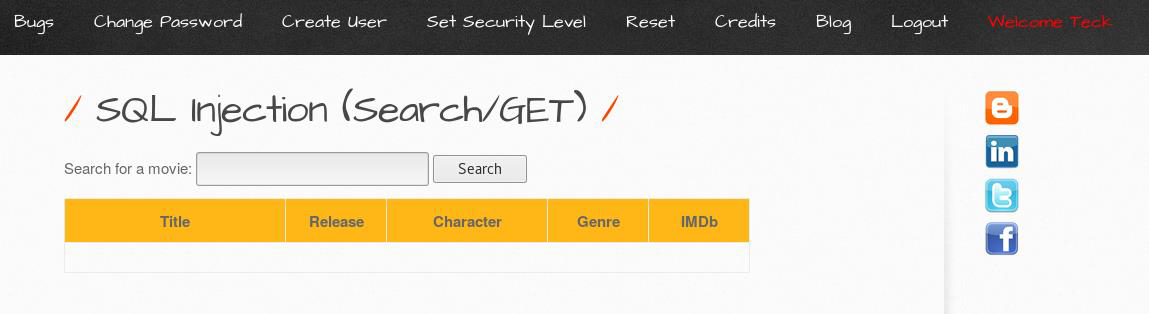 Bugs Change Password Create User Set Security Level Reset Credits Blog Logout Welcome Teck
/ SQL Injection (Search/GET) /
Search for a movie: Search
Title Release Character Genre IMDb
in
t
f